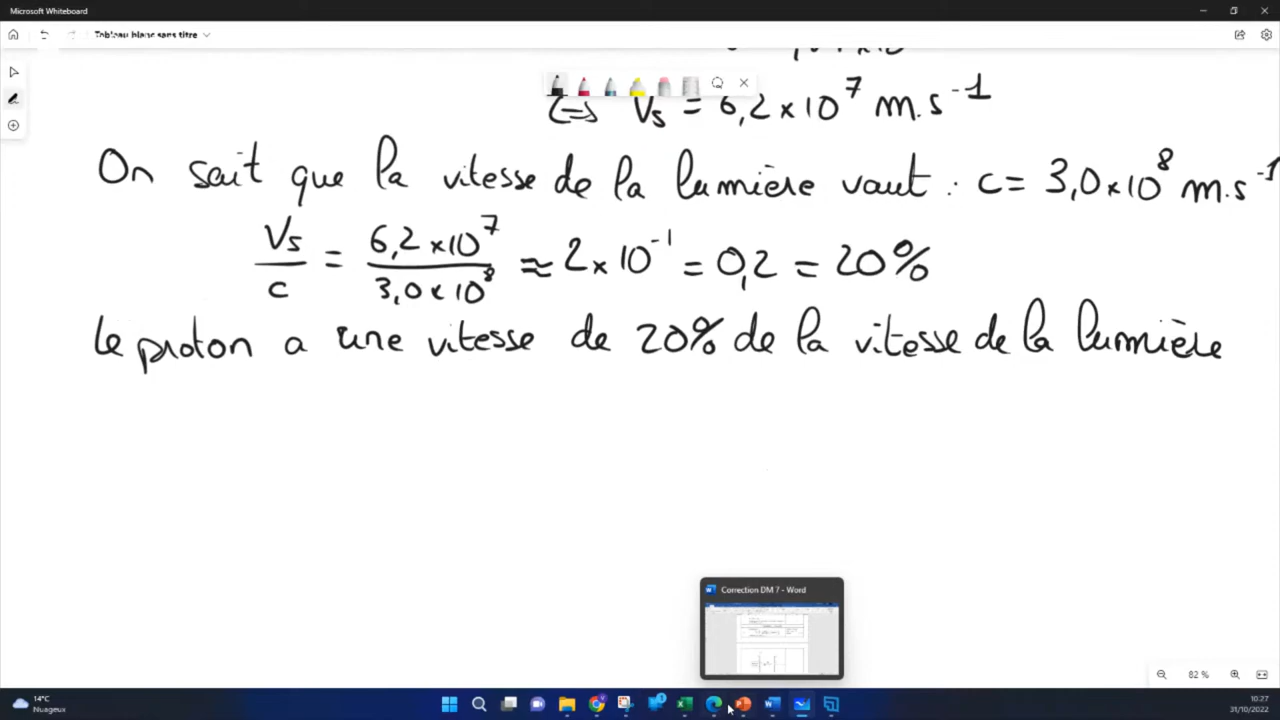 Microsoft Whiteboard
Tableau blanc sans titre
⟺ Vs = 6,2 × 10⁷ m.s⁻¹
On sait que la vitesse de la lumière vaut : c = 3,0 × 10⁸ m.s⁻¹
Vs/c = 6,2 × 10⁷ / 3,0 × 10⁸ ≈ 2 × 10⁻¹ = 0,2 = 20%
le proton a une vitesse de 20% de la vitesse de la lumière
Correction DM 7 - Word
82 %
14°C
Nuageux
10:27
31/10/2022